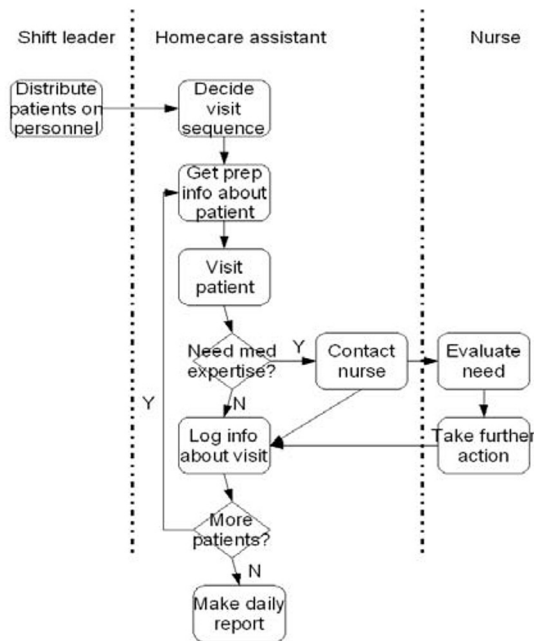 Shift leader
Homecare assistant
Nurse
Distribute
patients on
personnel
Decide
visit
sequence
Get prep
info about
patient
Visit
patient
Need med
expertise?
Y
Contact
nurse
Evaluate
need
N
Y
Log info
about visit
Take further
action
More
patients?
N
Make daily
report